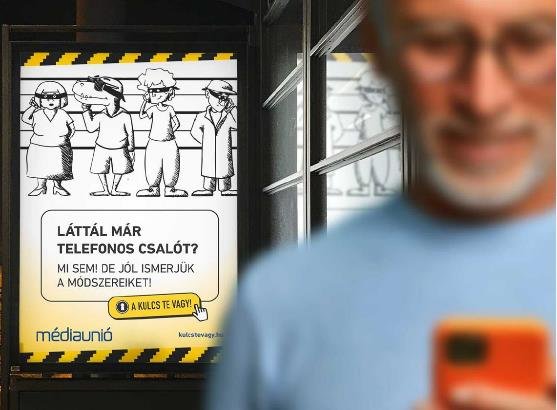 LÁTTÁL MÁR
TELEFONOS CSALÓT?
MI SEM! DE JÓL ISMERJÜK
A MÓDSZEREIKET!
A KULCS TE VAGY!
médiaunió
kulcstevagy.hu